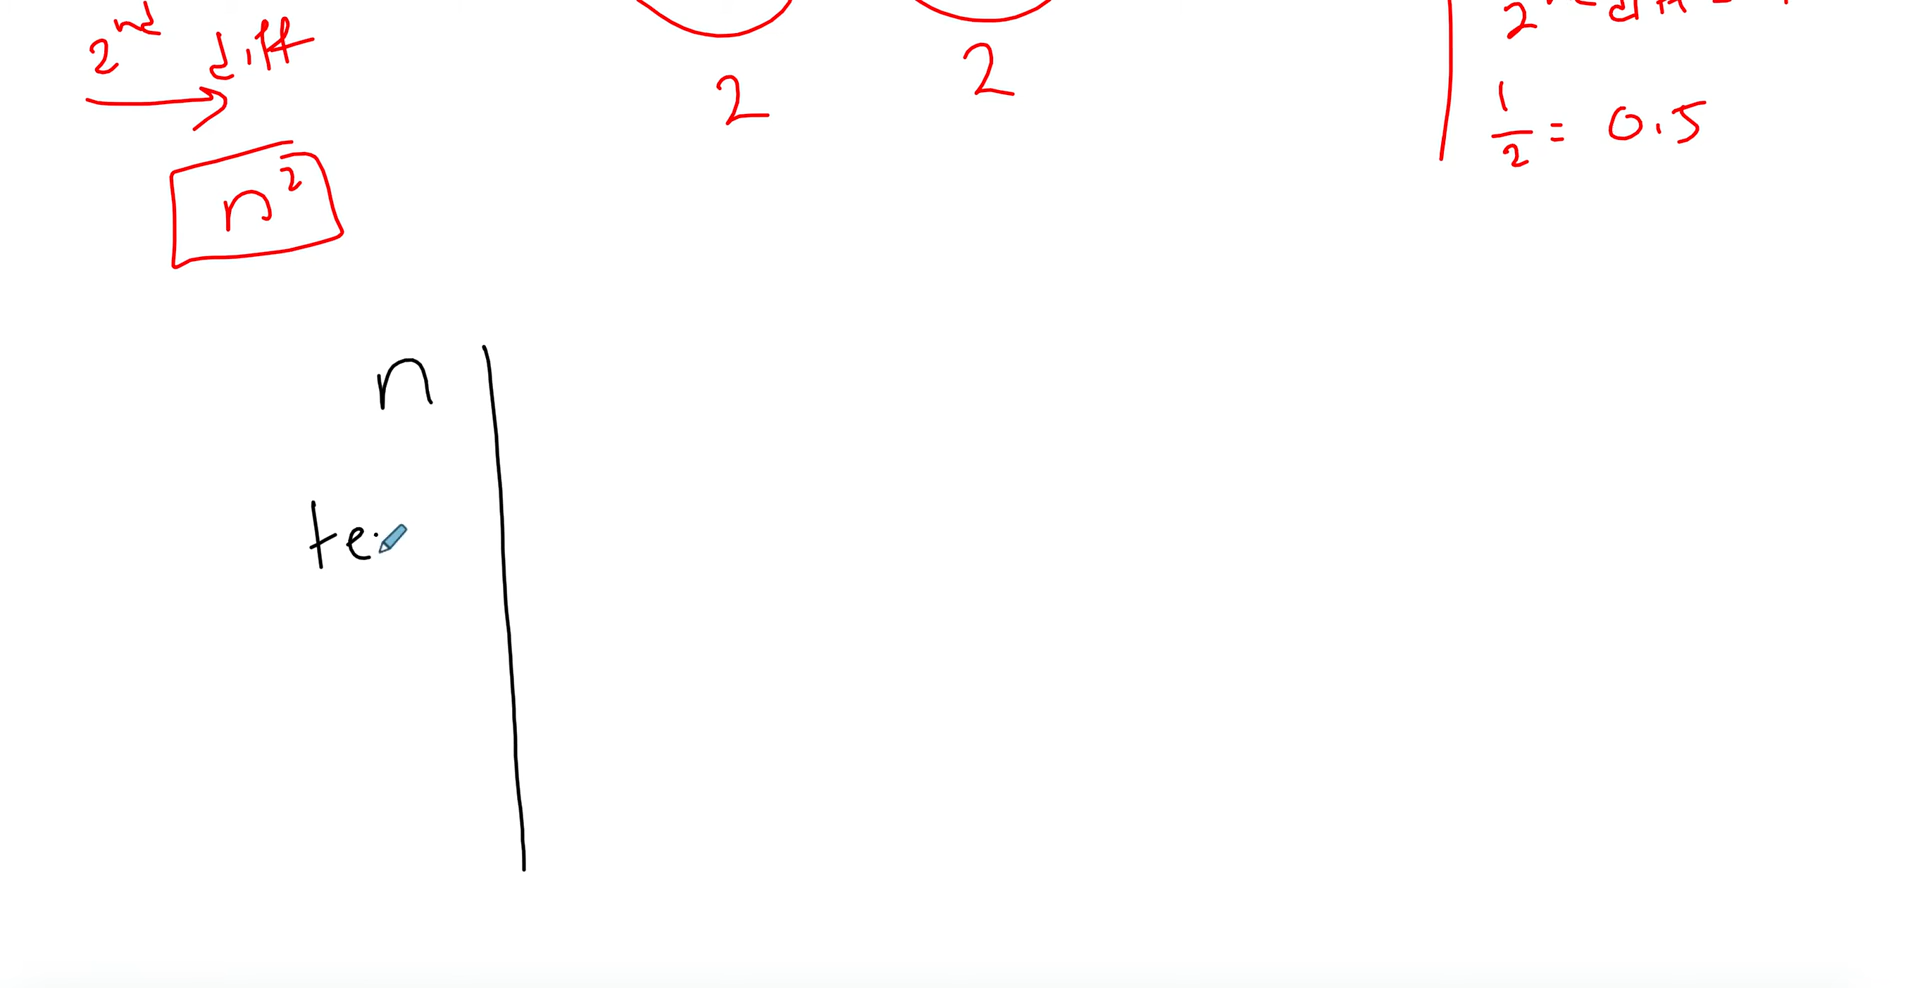 2nd diff
2 2
1/2 = 0.5
n²
n
te